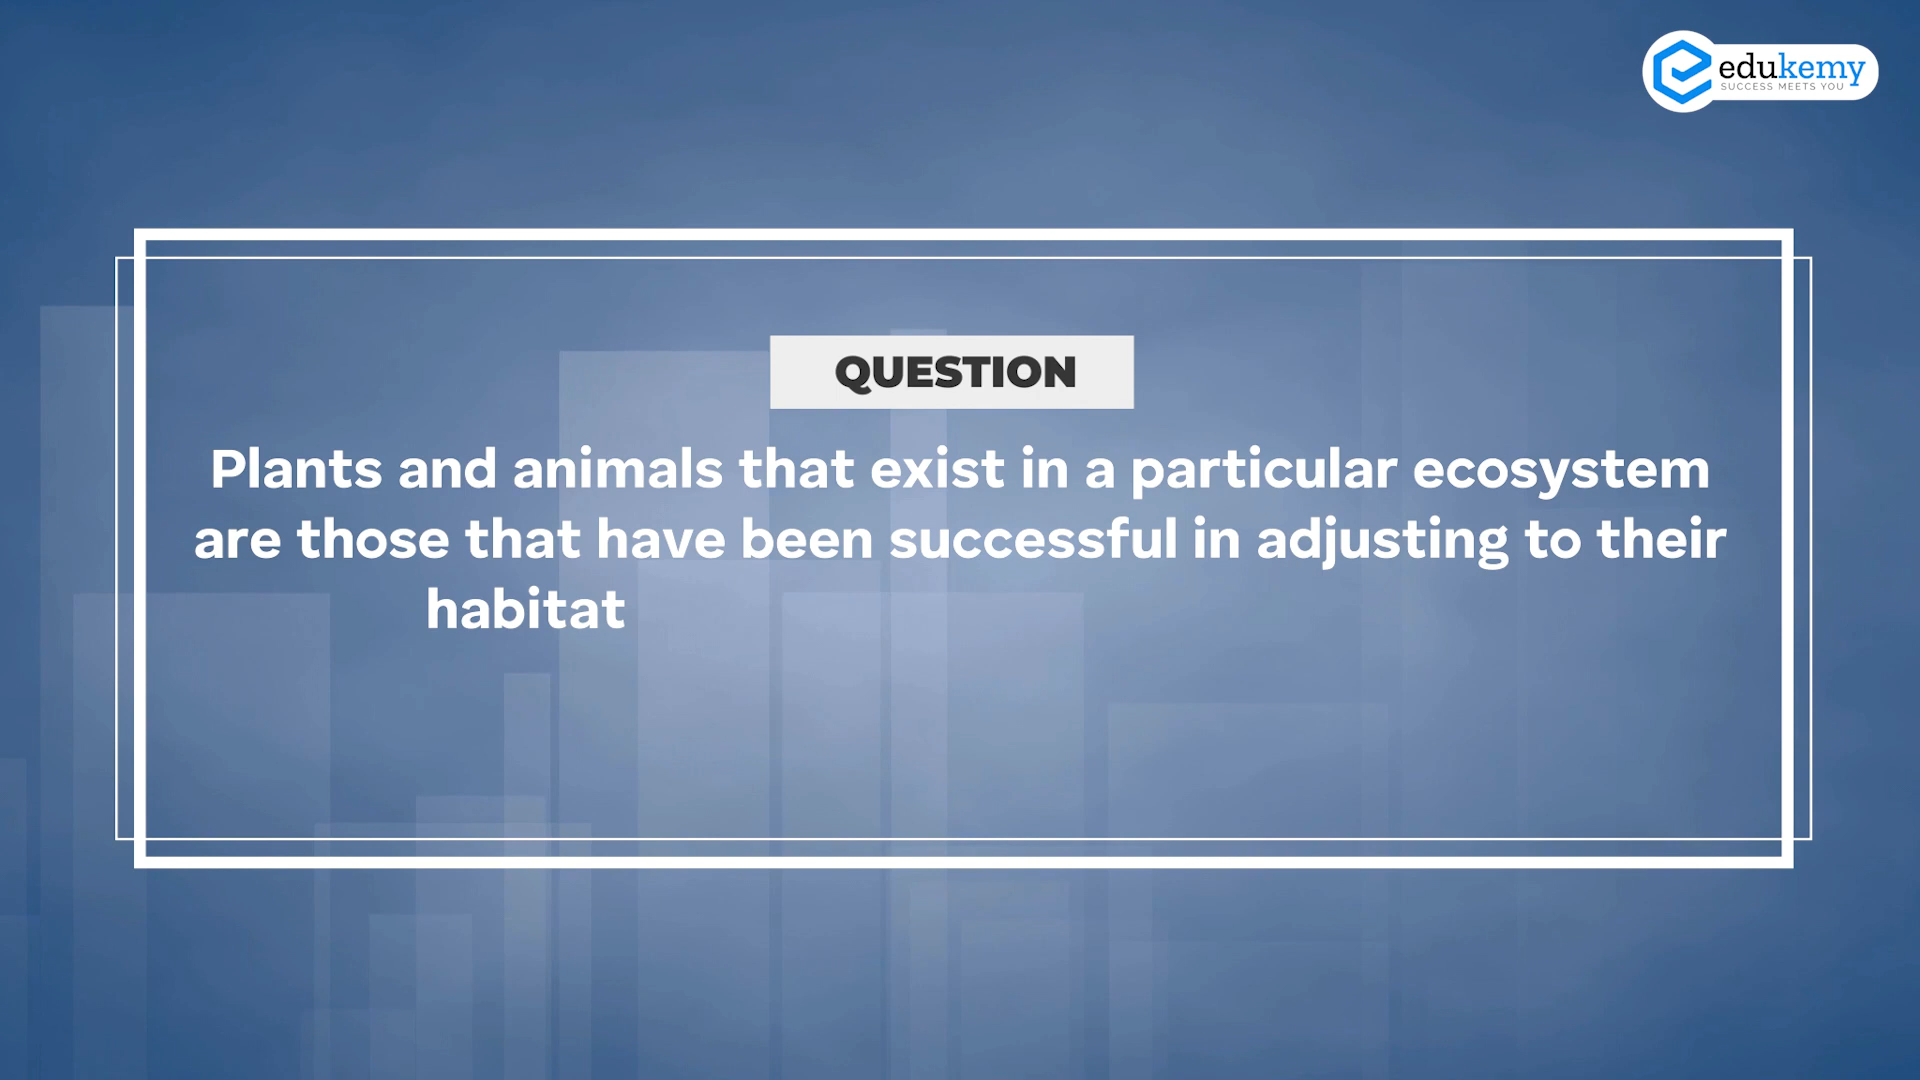 edukemy
SUCCESS MEETS YOU
QUESTION
Plants and animals that exist in a particular ecosystem
are those that have been successful in adjusting to their
habitat